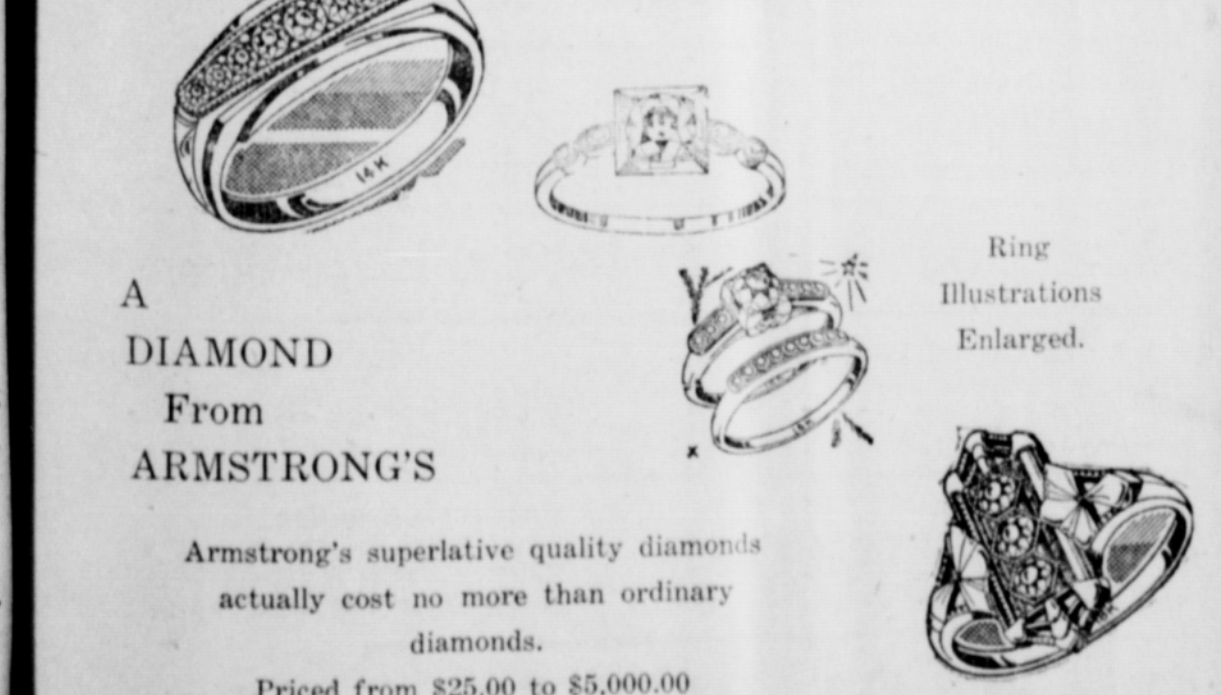 14K
A
DIAMOND
From
ARMSTRONG'S
Ring
Illustrations
Enlarged.
Armstrong's superlative quality diamonds
actually cost no more than ordinary
diamonds.
Priced from $25.00 to $5,000.00